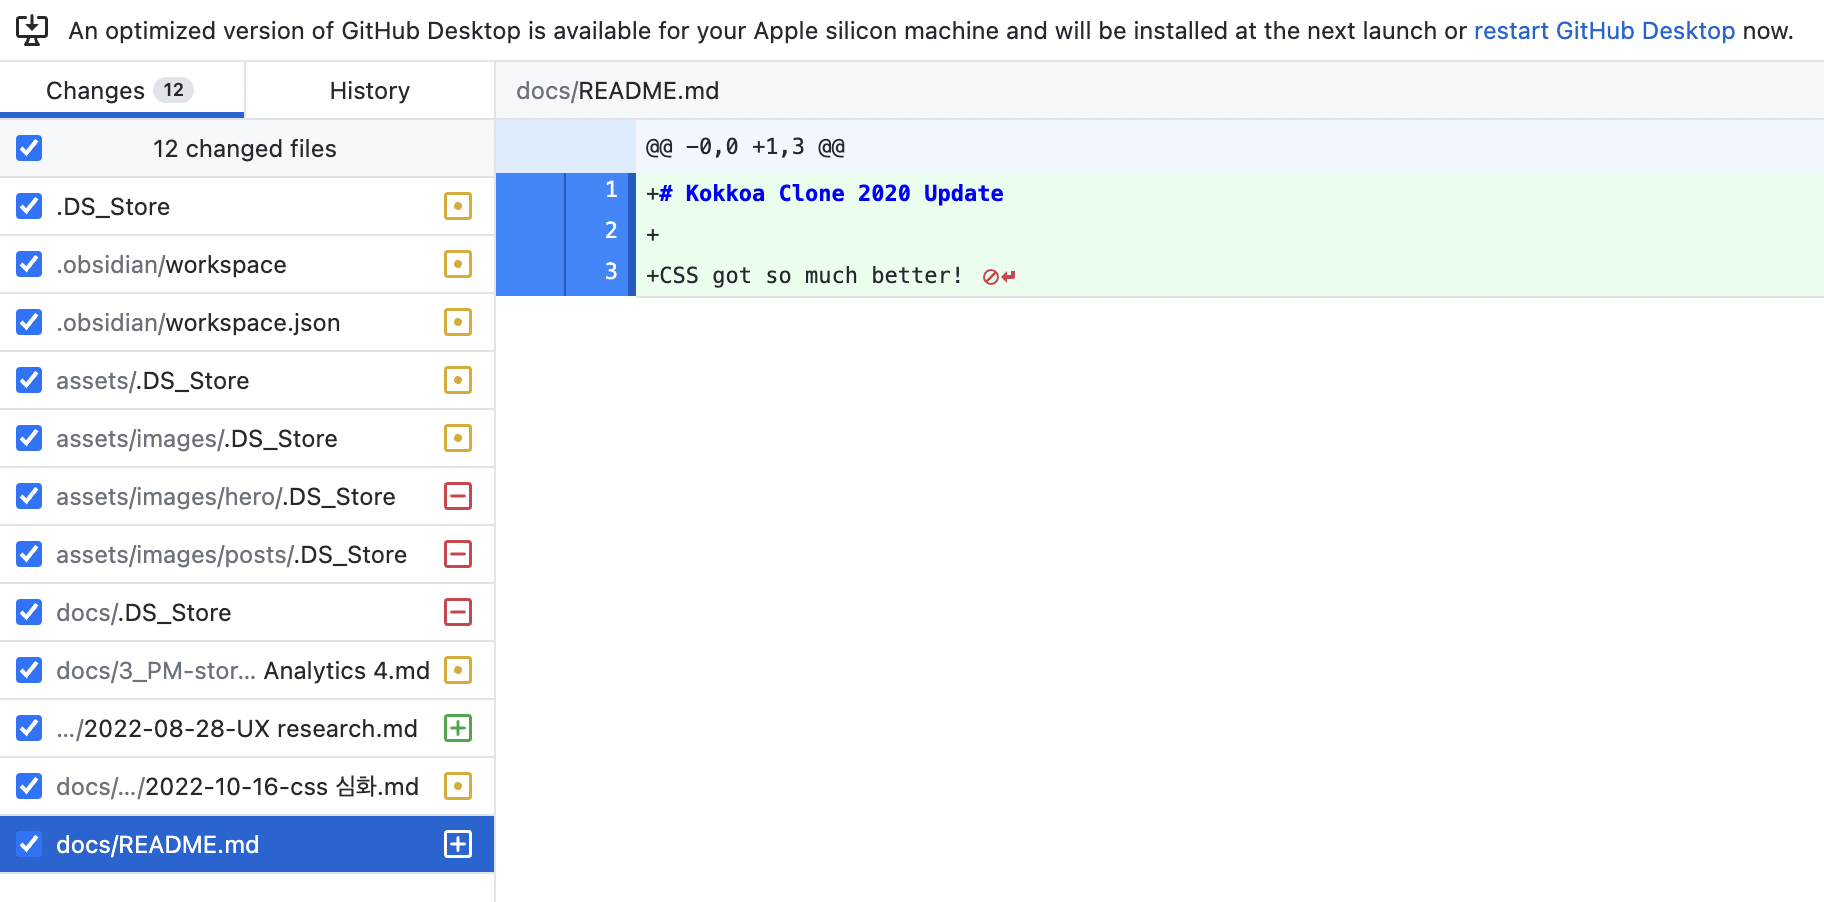 An optimized version of GitHub Desktop is available for your Apple silicon machine and will be installed at the next launch or restart GitHub Desktop now.
Changes 12
History
docs/README.md
12 changed files
.DS_Store
.obsidian/workspace
.obsidian/workspace.json
assets/.DS_Store
assets/images/.DS_Store
assets/images/hero/.DS_Store
assets/images/posts/.DS_Store
docs/.DS_Store
docs/3_PM-stor... Analytics 4.md
.../2022-08-28-UX research.md
docs/.../2022-10-16-css 심화.md
docs/README.md
@@ -0,0 +1,3 @@
1 +# Kokkoa Clone 2020 Update
2 +
3 +CSS got so much better!